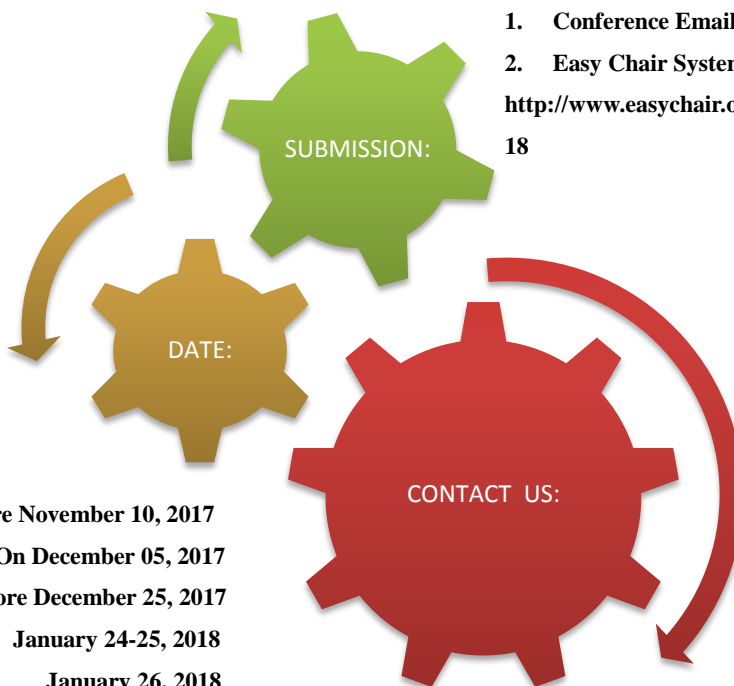 1. Conference Email
2. Easy Chair
http://www.easychair.
18
SUBMISSION:
DATE:
CONTACT US:
November 10, 2017
On December 05, 2017
December 25, 2017
January 24-25, 2018
January 26, 2018